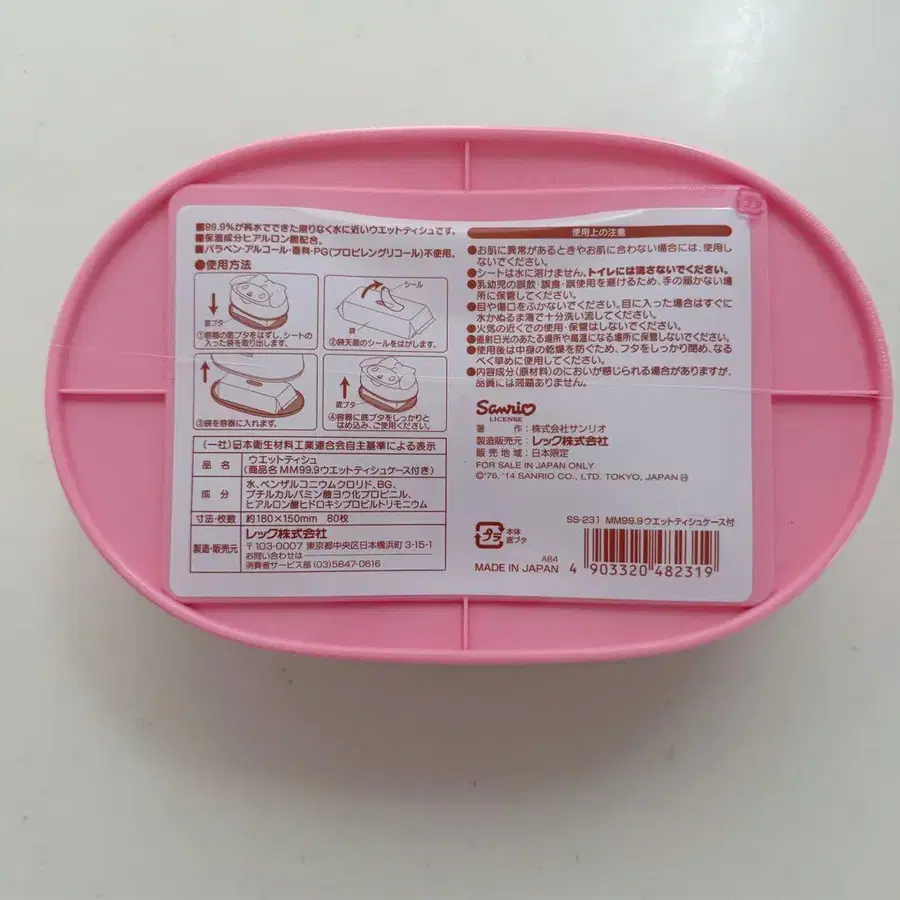 ■99.9%が純水でできた限りなく水に近いウエットティシュです。
■保湿成分ヒアルロン酸配合。
■パラベン・アルコール・香料・PG(プロピレングリコール)不使用。
●使用方法
底ブタ
①容器の底ブタをはずし、シートの
入った袋を取り出します。
シール
袋
②袋天面のシールをはがします。
③袋を容器に入れます。
底ブタ
④容器に底ブタをしっかりと
はめ込み、ご使用ください。
(一社)日本衛生材料工業連合会自主基準による表示
品名 ウエットティシュ
(商品名 MM99.9ウエットティシュケース付き)
成分 水、ベンザルコニウムクロリド、BG、
ブチルカルバミン酸ヨウ化プロピニル、
ヒアルロン酸ヒドロキシプロピルトリモニウム
寸法・枚数 約180×150mm 80枚
製造・販売元 レック株式会社
〒103-0007 東京都中央区日本橋浜町 3-15-1
お問い合わせは
消費者サービス部 (03)5847-0616
プラ
使用上の注意
●お肌に異常があるときやお肌に合わない場合には、使用し
ないでください。
●シートは水に溶けません。トイレには流さないでください。
●乳幼児の誤飲・誤食・誤使用を避けるため、手の届かない場
所に保管してください。
●目や傷口をふかないでください。目に入った場合はすぐに
水かぬるま湯で十分洗い流してください。
●火気の近くでの使用・保管はしないでください。
●直射日光のあたる場所や高温になる場所に保管しないでください。
●使用後は中身の乾燥を防ぐため、フタをしっかり閉め、なる
べく早めに使用してください。
●内容成分(原材料)のにおいが感じられる場合がありますが、
品質には問題ありません。
Sanrio
LICENSE
著作:株式会社サンリオ
製造販売元:レック株式会社
販売地域:日本限定
FOR SALE IN JAPAN ONLY
©'76,'14 SANRIO CO., LTD. TOKYO, JAPAN Ⓗ
SS-231 MM99.9ウエットティシュケース付
プラ
本体
底ブタ
A84
MADE IN JAPAN
4 903320 482319